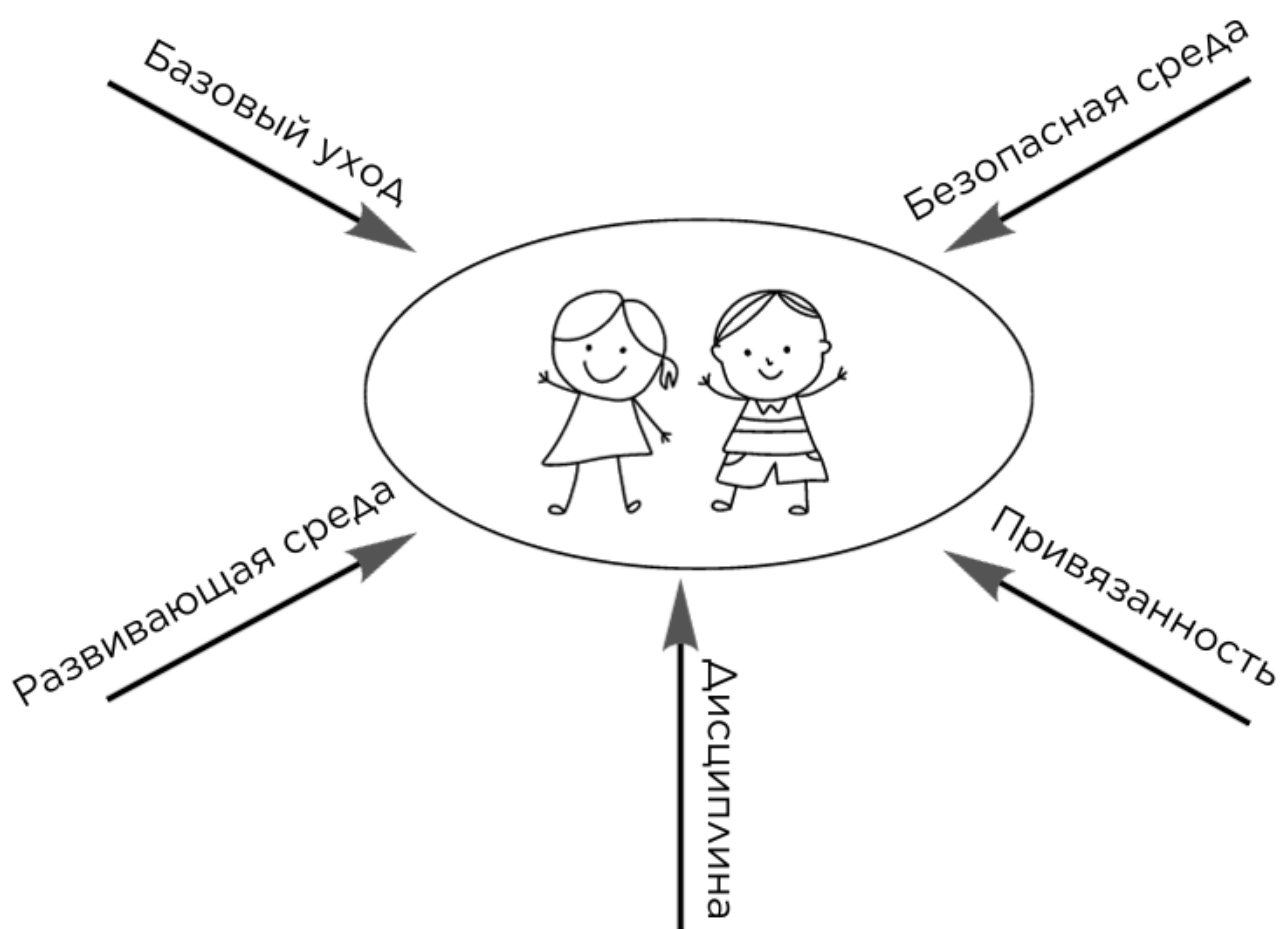 Базовый уход
Безопасная среда
Развивающая среда
Привязанность
Дисциплина